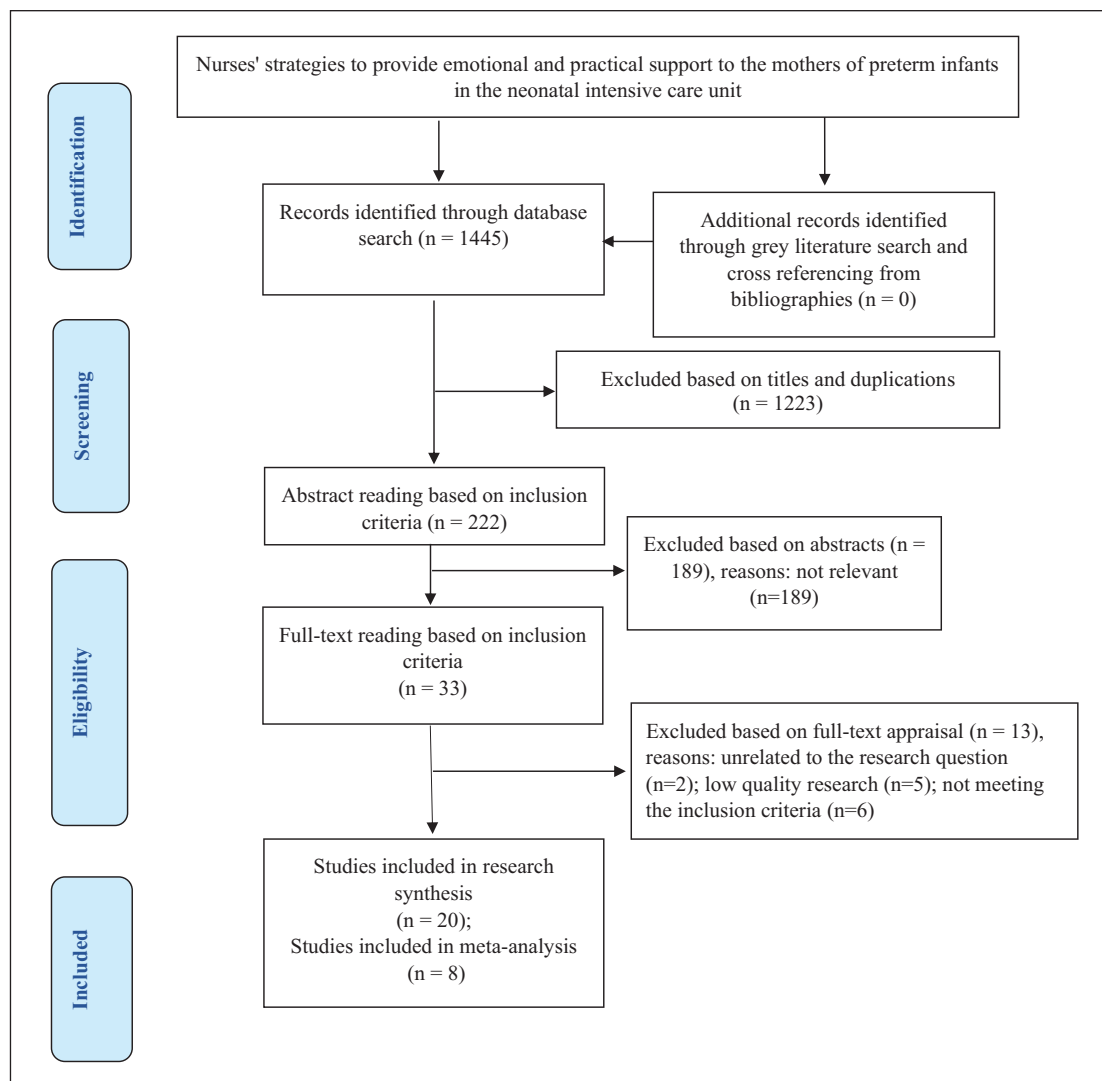 Nurses' strategies to provide emotional and practical support to the mothers of preterm infants
in the neonatal intensive care unit
Identification
Records identified through database
search (n = 1445)
Additional records identified
through grey literature search and
cross referencing from
bibliographies (n = 0)
Screening
Excluded based on titles and duplications
(n = 1223)
Abstract reading based on inclusion
criteria (n = 222)
Excluded based on abstracts (n =
189), reasons: not relevant
(n=189)
Eligibility
Full-text reading based on inclusion
criteria
(n = 33)
Excluded based on full-text appraisal (n = 13),
reasons: unrelated to the research question
(n=2); low quality research (n=5); not meeting
the inclusion criteria (n=6)
Included
Studies included in research
synthesis
(n = 20);
Studies included in meta-analysis
(n = 8)